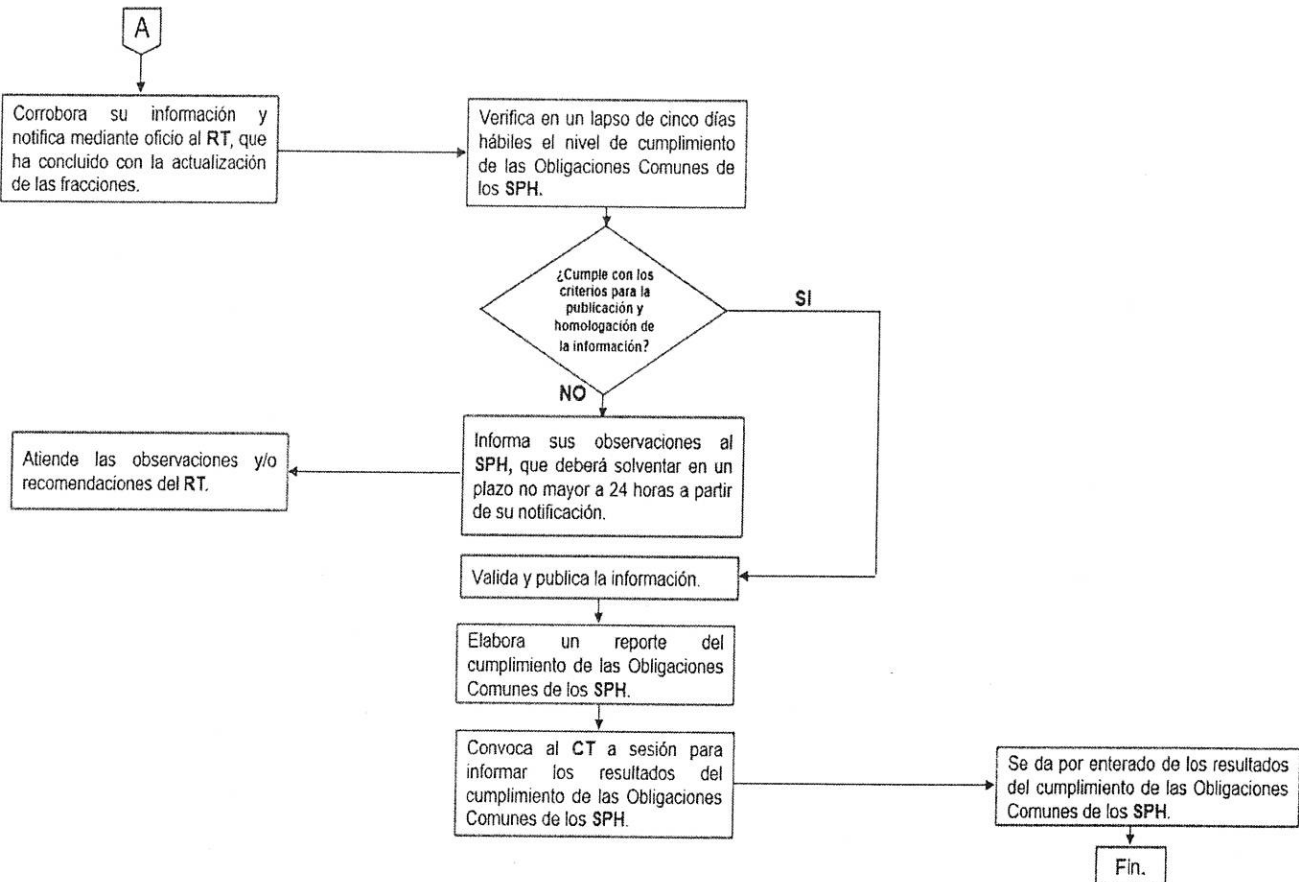 A
Corrobora su información y
notifica mediante oficio al RT, que
ha concluido con la actualización
de las fracciones.
Verifica en un lapso de cinco días
hábiles el nivel de cumplimiento
de las Obligaciones Comunes de
los SPH.
¿Cumple con los
criterios para la
publicación y
homologación de
la información?
SI
NO
Informa sus observaciones al
SPH, que deberá solventar en un
plazo no mayor a 24 horas a partir
de su notificación.
Atiende las observaciones y/o
recomendaciones del RT.
Valida y publica la información.
Elabora un reporte del
cumplimiento de las Obligaciones
Comunes de los SPH.
Convoca al CT a sesión para
informar los resultados del
cumplimiento de las Obligaciones
Comunes de los SPH.
Se da por enterado de los resultados
del cumplimiento de las Obligaciones
Comunes de los SPH.
Fin.